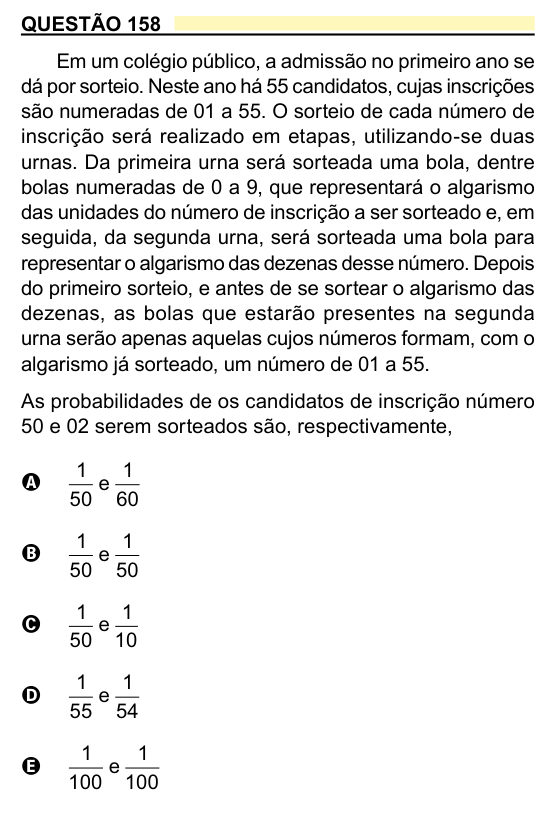 QUESTÃO 158
Em um colégio público, a admissão no primeiro ano se
dá por sorteio. Neste ano há 55 candidatos, cujas inscrições
são numeradas de 01 a 55. O sorteio de cada número de
inscrição será realizado em etapas, utilizando-se duas
urnas. Da primeira urna será sorteada uma bola, dentre
bolas numeradas de 0 a 9, que representará o algarismo
das unidades do número de inscrição a ser sorteado e, em
seguida, da segunda urna, será sorteada uma bola para
representar o algarismo das dezenas desse número. Depois
do primeiro sorteio, e antes de se sortear o algarismo das
dezenas, as bolas que estarão presentes na segunda
urna serão apenas aquelas cujos números formam, com o
algarismo já sorteado, um número de 01 a 55.
As probabilidades de os candidatos de inscrição número
50 e 02 serem sorteados são, respectivamente,
A 1/50 e 1/60
B 1/50 e 1/50
C 1/50 e 1/10
D 1/55 e 1/54
E 1/100 e 1/100